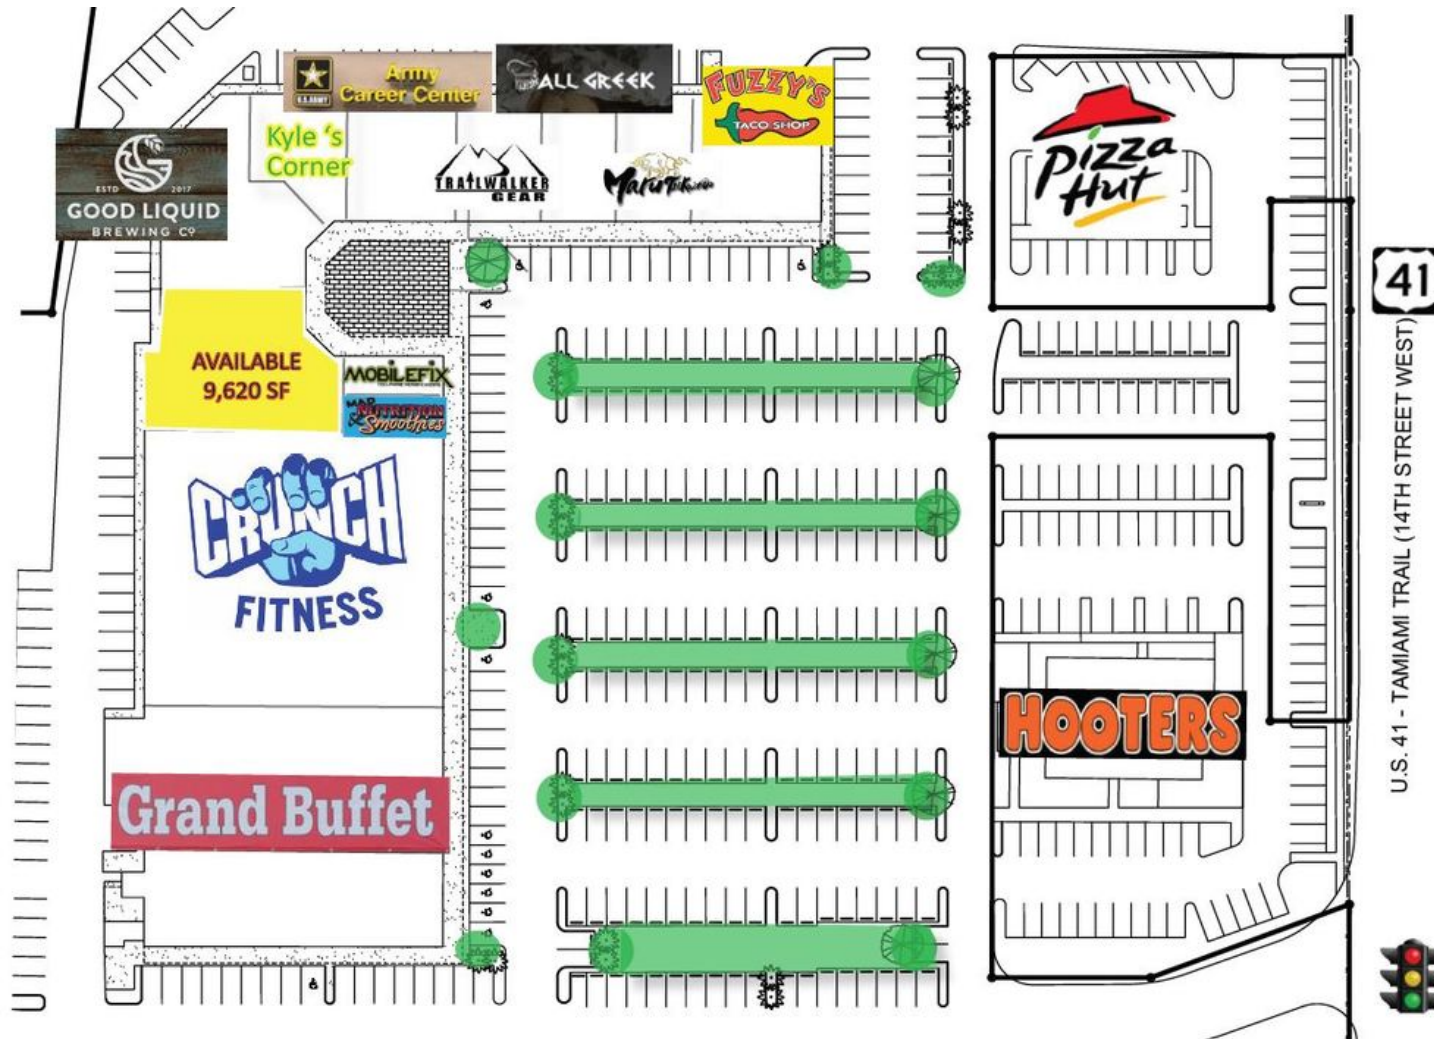 U.S.ARMY
Army
Career Center
ALL GREEK
FUZZY'S
TACO SHOP
Kyle 's
Corner
ESTD 2017
GOOD LIQUID
BREWING CO
TRAILWALKER
GEAR
Pizza
Hut
41
U.S. 41 - TAMIAMI TRAIL (14TH STREET WEST)
AVAILABLE
9,620 SF
MOBILEFIX
MAD
NUTRITION
& Smoothies
CRUNCH
FITNESS
HOOTERS
Grand Buffet